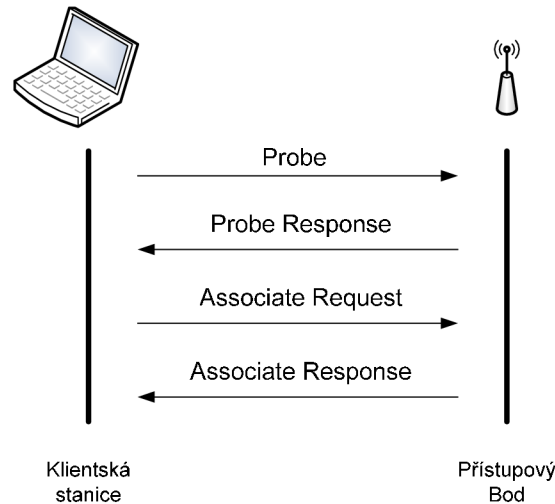 Probe
Probe Response
Associate Request
Associate Response
Klientská
stanice
Přístupový
Bod